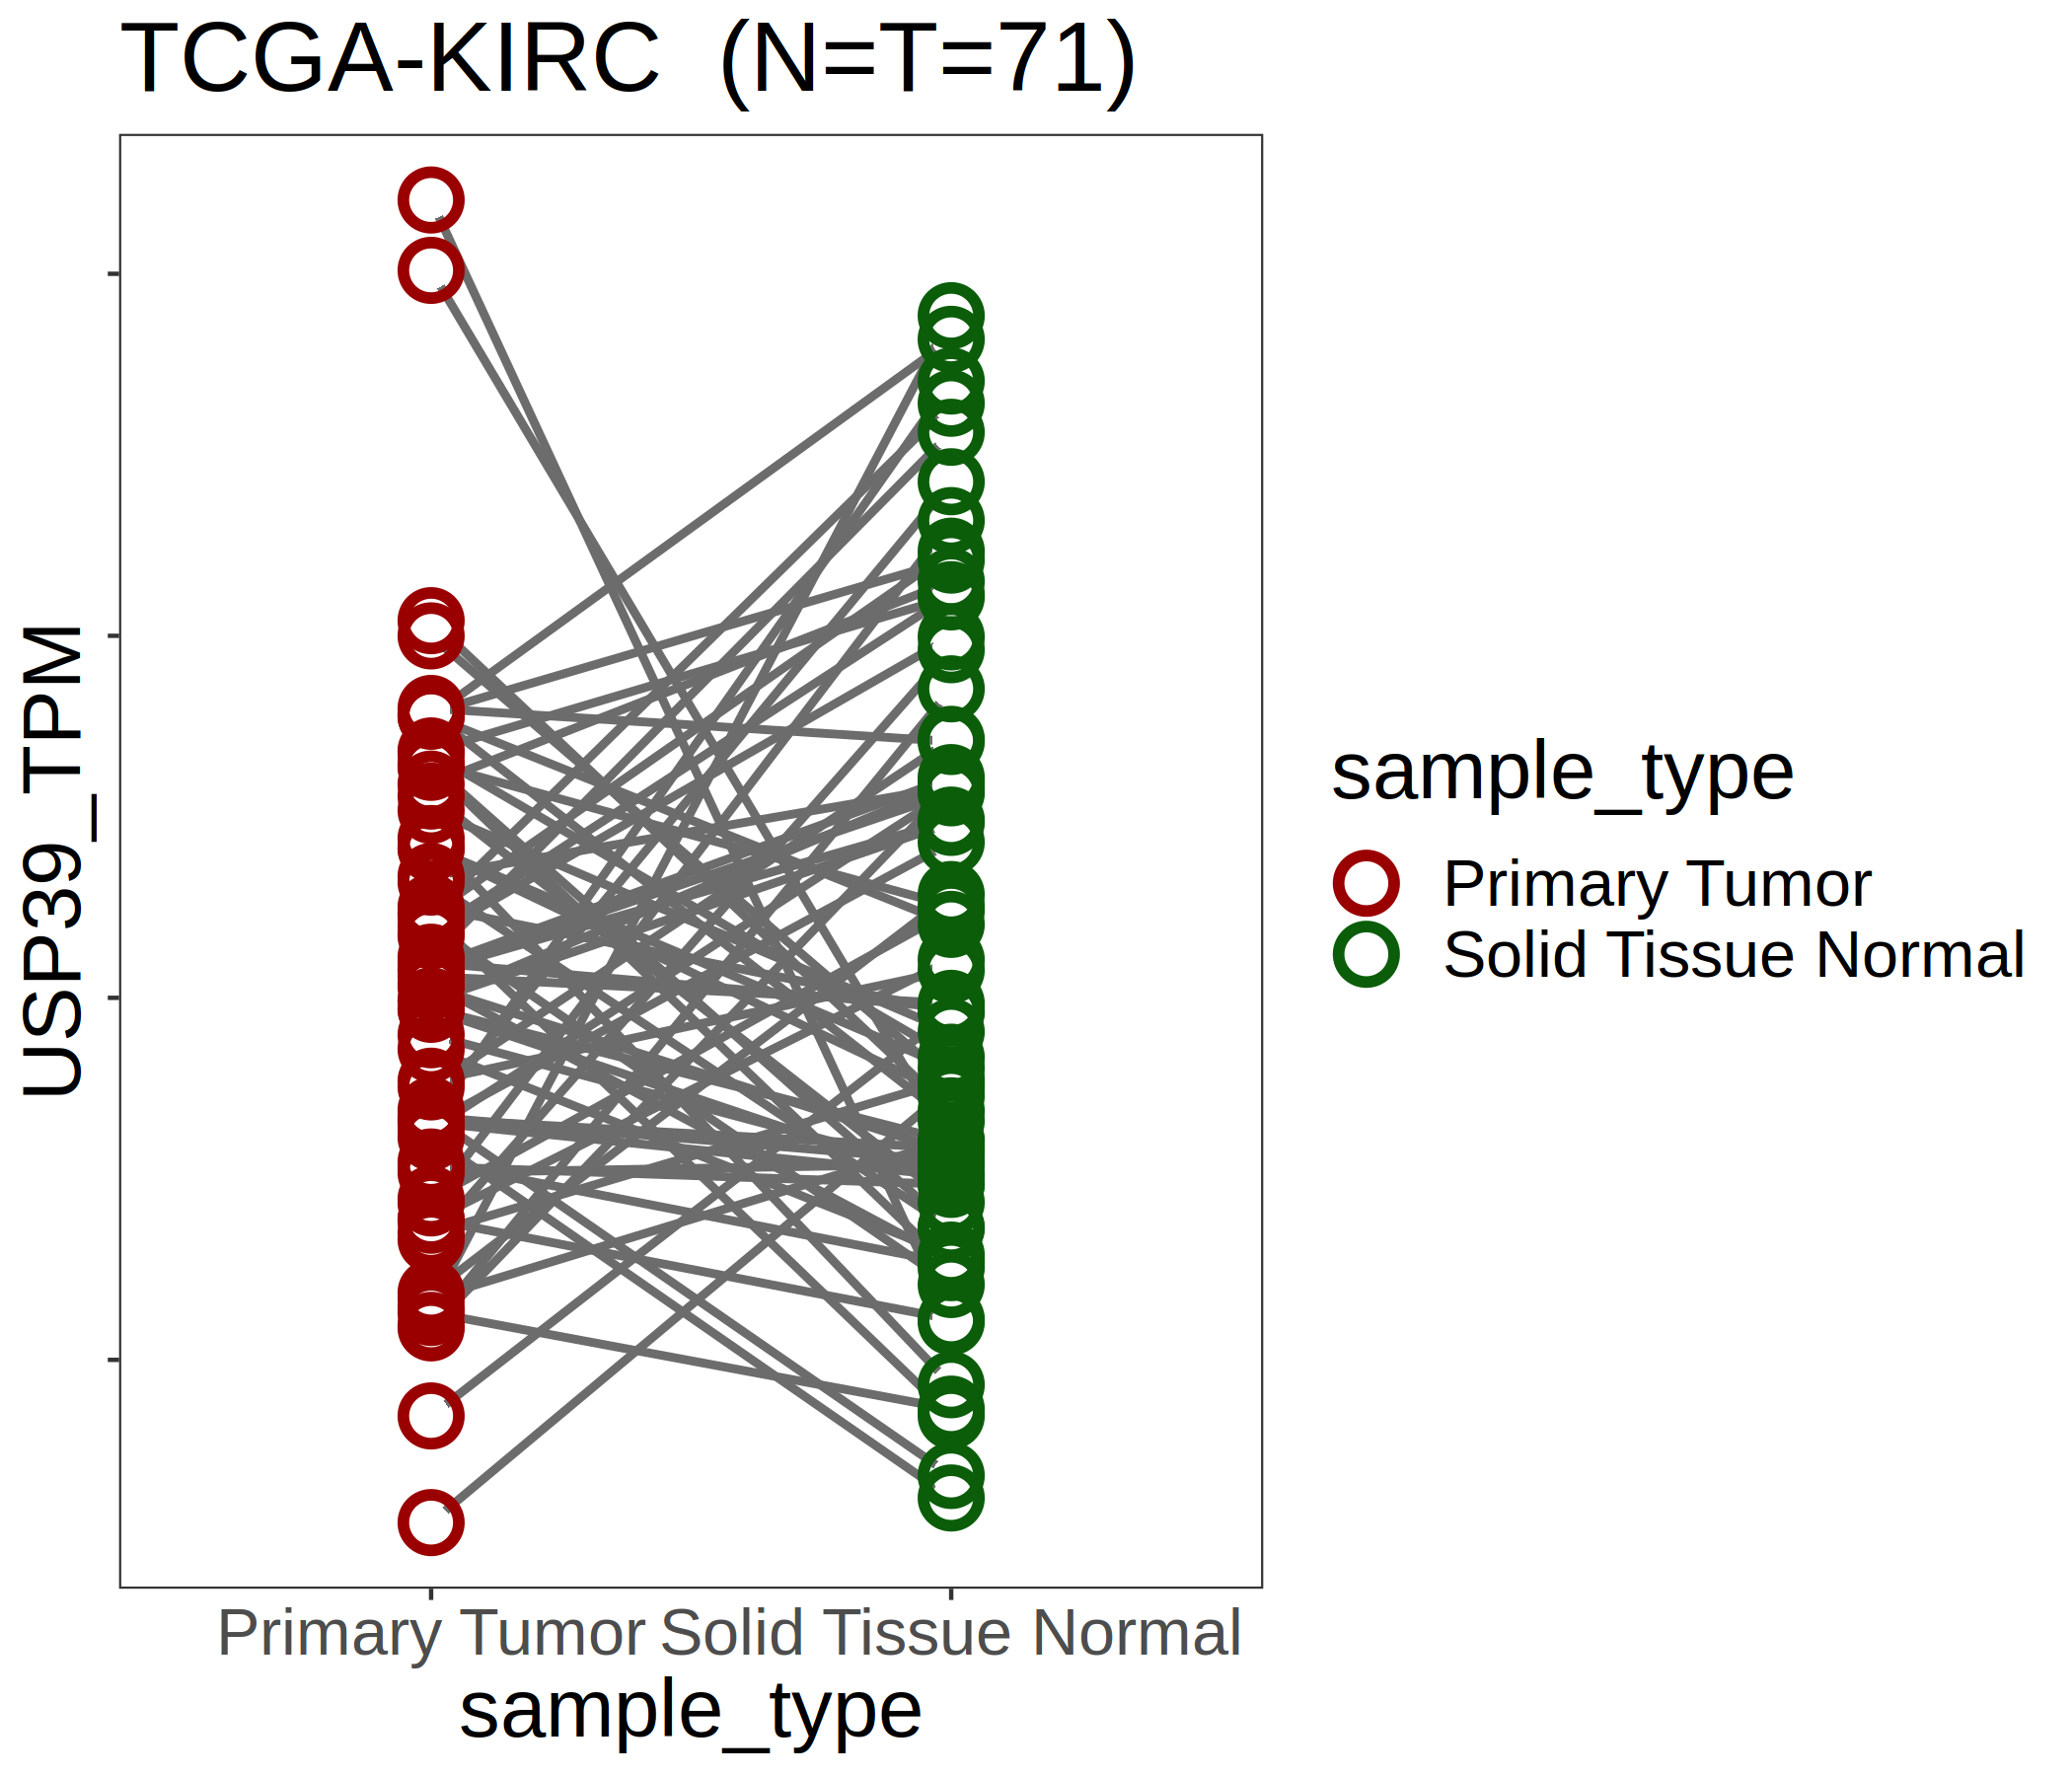 TCGA-KIRC  (N=T=71)
USP39_TPM
Primary Tumor
Solid Tissue Normal
sample_type
sample_type
Primary Tumor
Solid Tissue Normal